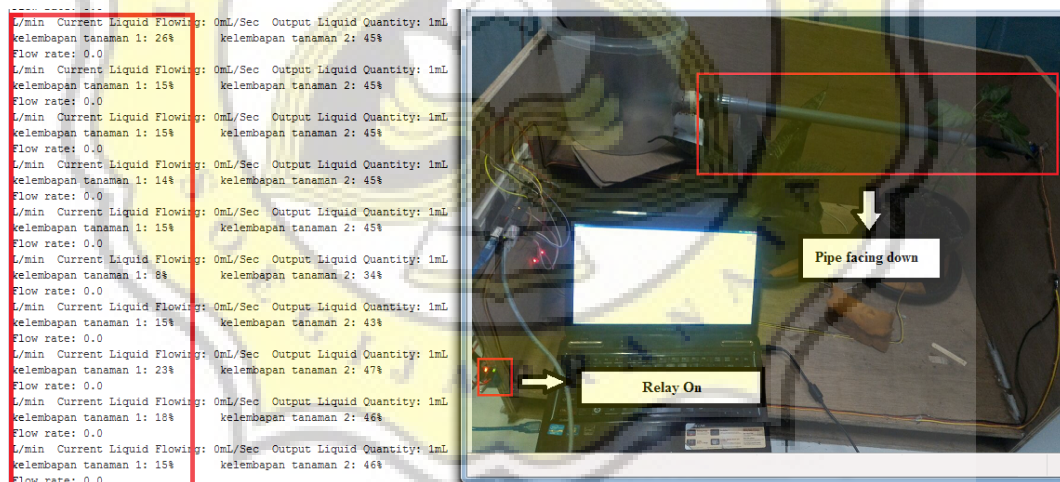 L/min Current Liquid Flowing: 0mL/Sec Output Liquid Quantity: 1mL
kelembapan tanaman 1: 26% kelembapan tanaman 2: 45%
Flow rate: 0.0
L/min Current Liquid Flowing: 0mL/Sec Output Liquid Quantity: 1mL
kelembapan tanaman 1: 15% kelembapan tanaman 2: 45%
Flow rate: 0.0
L/min Current Liquid Flowing: 0mL/Sec Output Liquid Quantity: 1mL
kelembapan tanaman 1: 15% kelembapan tanaman 2: 45%
Flow rate: 0.0
L/min Current Liquid Flowing: 0mL/Sec Output Liquid Quantity: 1mL
kelembapan tanaman 1: 14% kelembapan tanaman 2: 45%
Flow rate: 0.0
L/min Current Liquid Flowing: 0mL/Sec Output Liquid Quantity: 1mL
kelembapan tanaman 1: 15% kelembapan tanaman 2: 45%
Flow rate: 0.0
L/min Current Liquid Flowing: 0mL/Sec Output Liquid Quantity: 1mL
kelembapan tanaman 1: 8% kelembapan tanaman 2: 34%
Flow rate: 0.0
L/min Current Liquid Flowing: 0mL/Sec Output Liquid Quantity: 1mL
kelembapan tanaman 1: 15% kelembapan tanaman 2: 43%
Flow rate: 0.0
L/min Current Liquid Flowing: 0mL/Sec Output Liquid Quantity: 1mL
kelembapan tanaman 1: 23% kelembapan tanaman 2: 47%
Flow rate: 0.0
L/min Current Liquid Flowing: 0mL/Sec Output Liquid Quantity: 1mL
kelembapan tanaman 1: 18% kelembapan tanaman 2: 46%
Flow rate: 0.0
L/min Current Liquid Flowing: 0mL/Sec Output Liquid Quantity: 1mL
kelembapan tanaman 1: 15% kelembapan tanaman 2: 46%
Flow rate: 0.0
Pipe facing down
Relay On